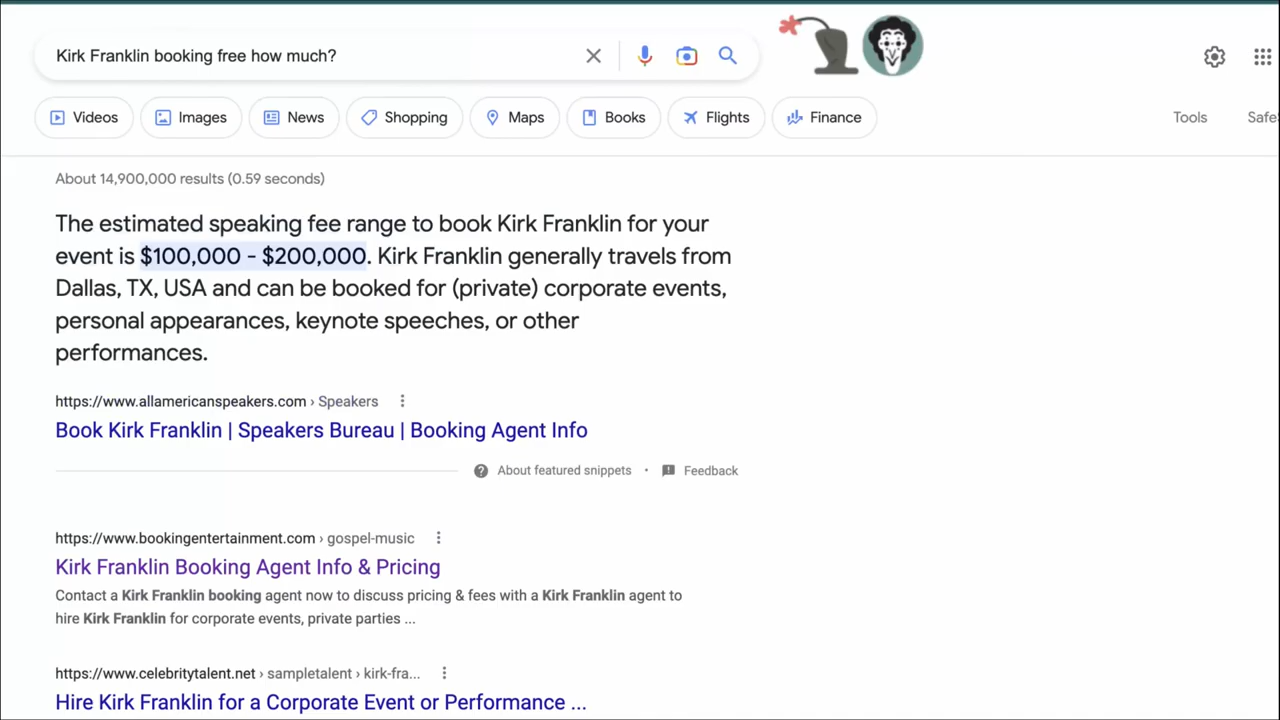 Kirk Franklin booking free how much?
Videos
Images
News
Shopping
Maps
Books
Flights
Finance
Tools
Safe
About 14,900,000 results (0.59 seconds)
The estimated speaking fee range to book Kirk Franklin for your
event is $100,000 - $200,000. Kirk Franklin generally travels from
Dallas, TX, USA and can be booked for (private) corporate events,
personal appearances, keynote speeches, or other
performances.
https://www.allamericanspeakers.com › Speakers
Book Kirk Franklin | Speakers Bureau | Booking Agent Info
About featured snippets • Feedback
https://www.bookingentertainment.com › gospel-music
Kirk Franklin Booking Agent Info & Pricing
Contact a Kirk Franklin booking agent now to discuss pricing & fees with a Kirk Franklin agent to
hire Kirk Franklin for corporate events, private parties ...
https://www.celebritytalent.net › sampletalent › kirk-fra...
Hire Kirk Franklin for a Corporate Event or Performance ...